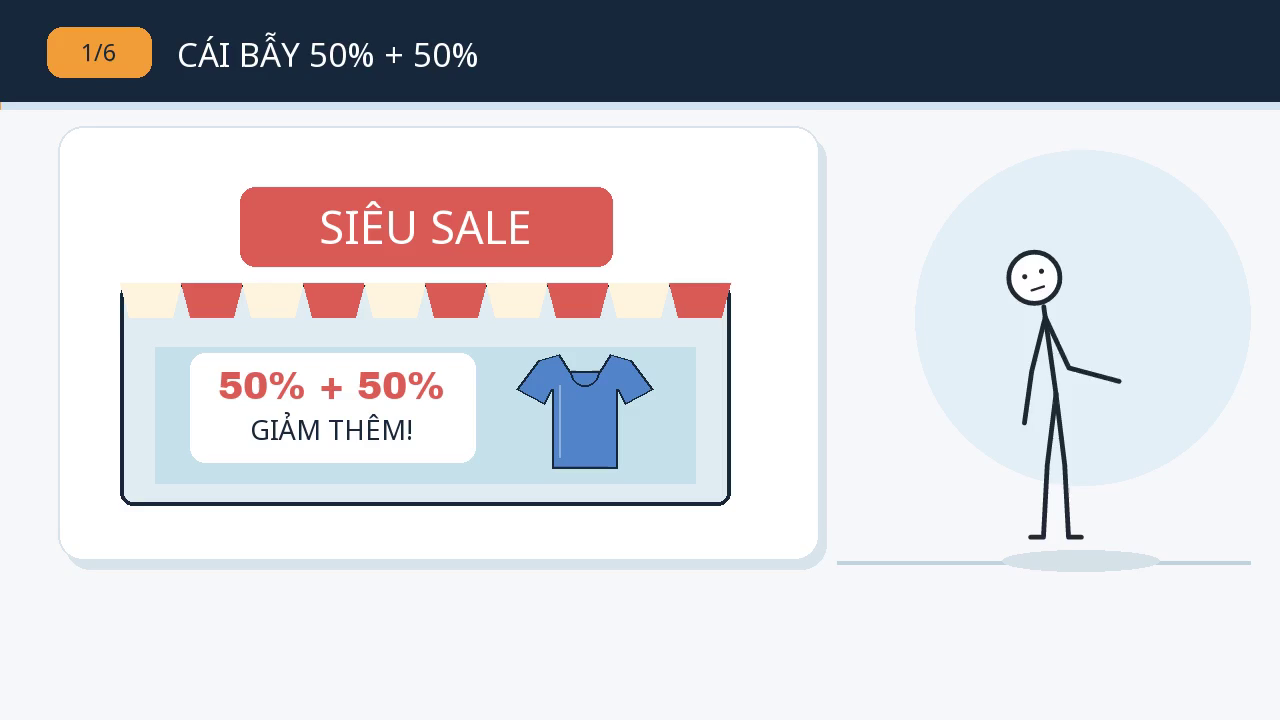 1/6
CÁI BẪY 50% + 50%
SIÊU SALE
50% + 50%
GIẢM THÊM!